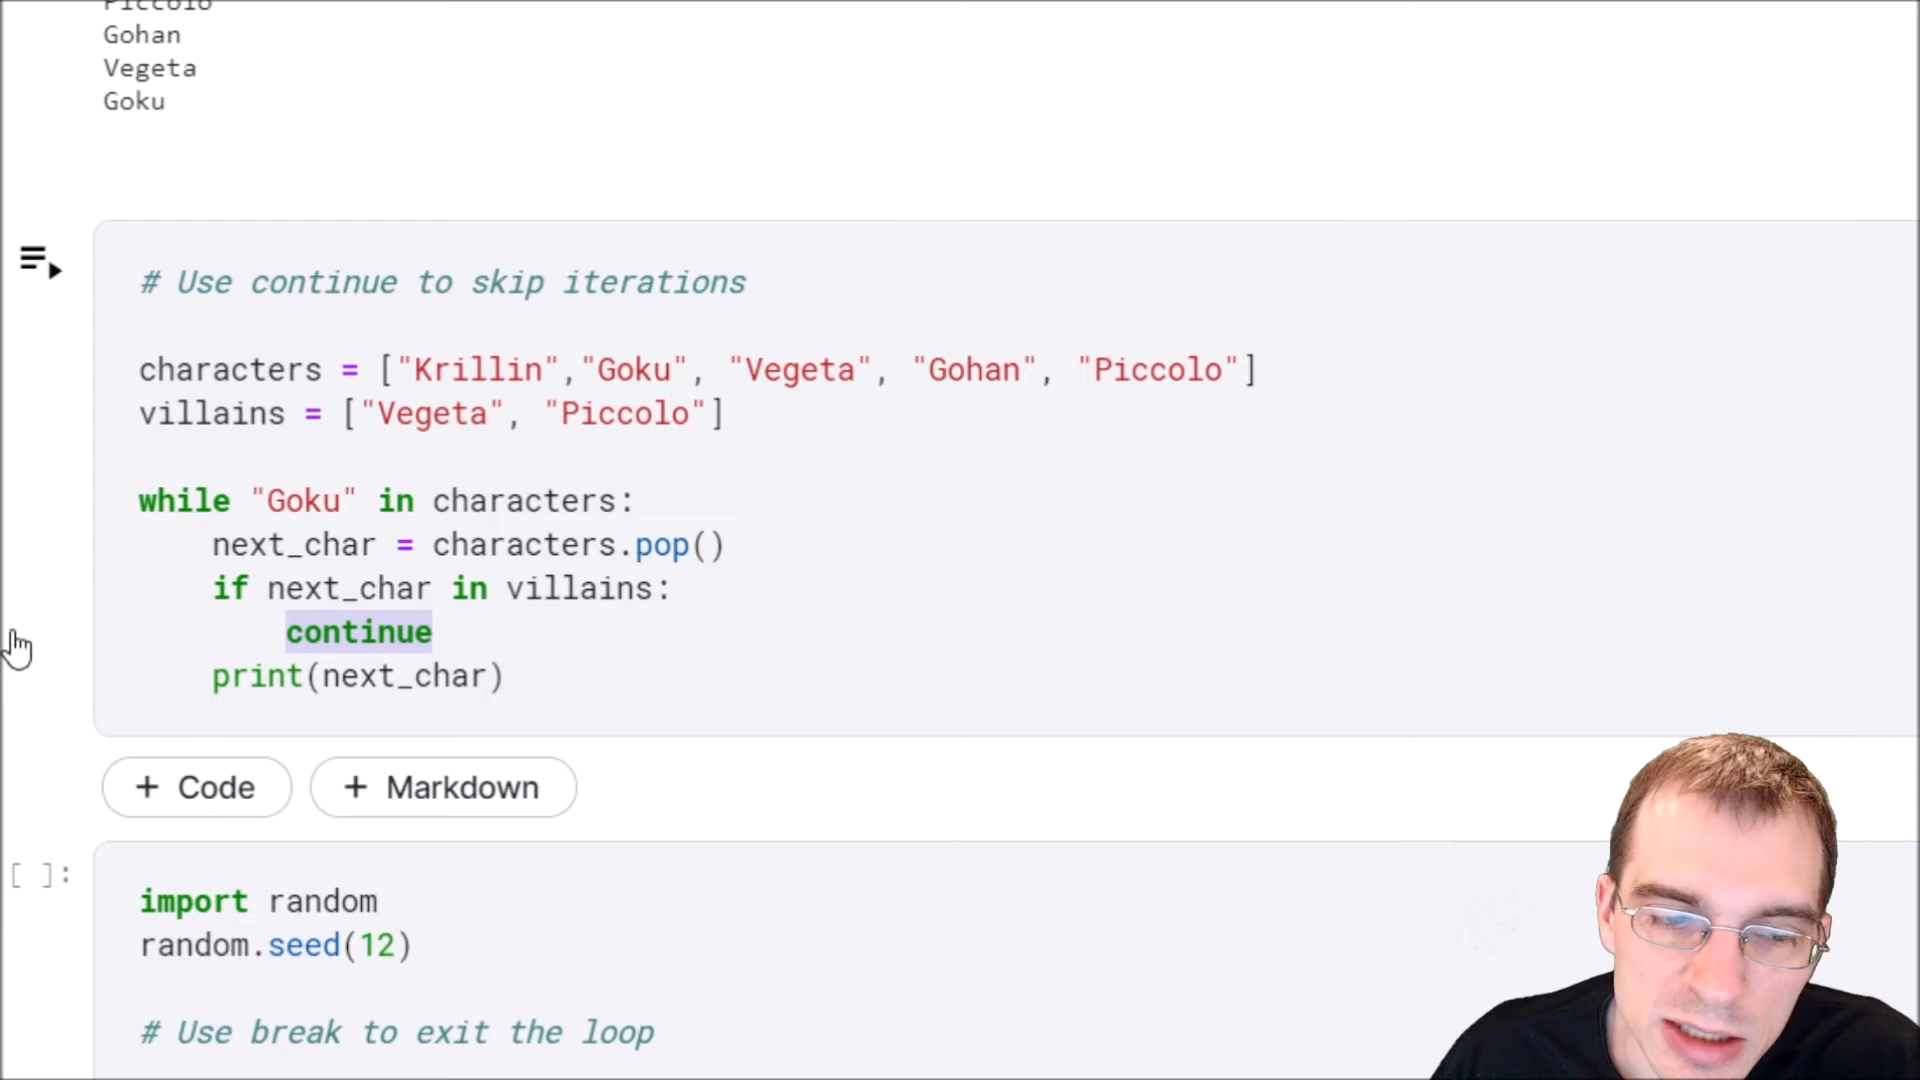 Piccolo
Gohan
Vegeta
Goku
# Use continue to skip iterations
characters = ["Krillin","Goku", "Vegeta", "Gohan", "Piccolo"]
villains = ["Vegeta", "Piccolo"]
while "Goku" in characters:
    next_char = characters.pop()
    if next_char in villains:
        continue
    print(next_char)
+ Code + Markdown
[ ]:
import random
random.seed(12)
# Use break to exit the loop